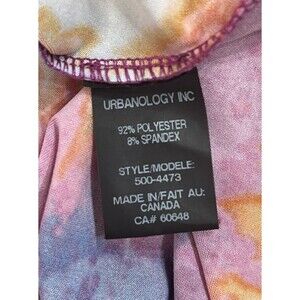 URBANOLOGY INC
92% POLYESTER
8% SPANDEX
STYLE/MODELE:
500-4473
MADE IN/FAIT AU:
CANADA
CA# 60648